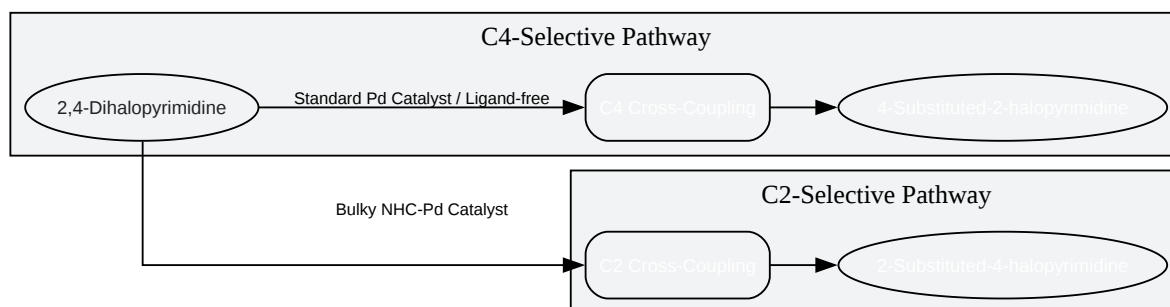 C4-Selective Pathway
2,4-Dihalopyrimidine
Standard Pd Catalyst / Ligand-free
C4 Cross-Coupling
4-Substituted-2-halopyrimidine
C2-Selective Pathway
Bulky NHC-Pd Catalyst
C2 Cross-Coupling
2-Substituted-4-halopyrimidine